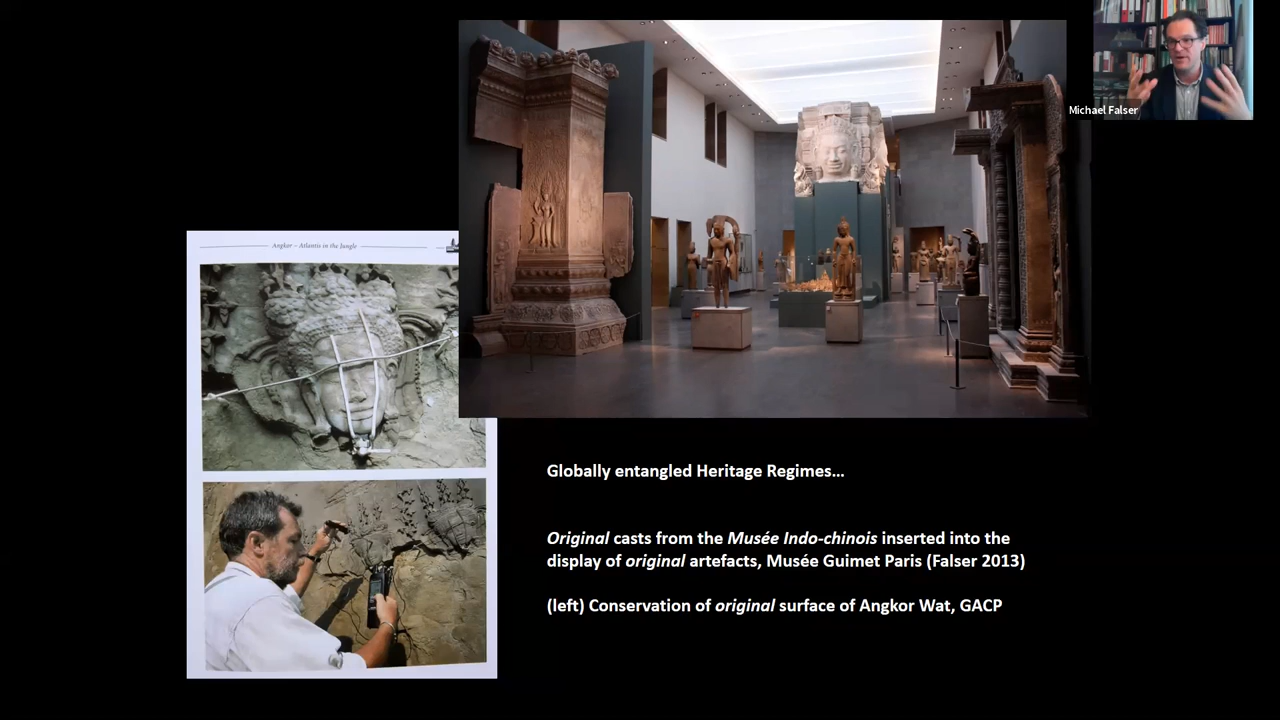 Michael Falser
Angkor – Atlantis in the Jungle
Globally entangled Heritage Regimes...
Original casts from the Musée Indo-chinois inserted into the
display of original artefacts, Musée Guimet Paris (Falser 2013)
(left) Conservation of original surface of Angkor Wat, GACP